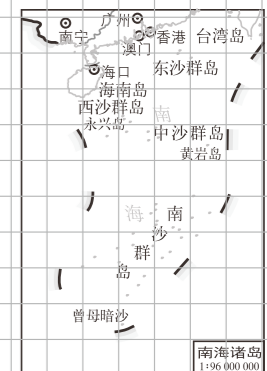 广州
南宁
香港
台湾岛
澳门
海口
东沙群岛
海南岛
西沙群岛
南
永兴岛
中沙群岛
黄岩岛
海
南
沙
群
岛
曾母暗沙
南海诸岛
1:96 000 000